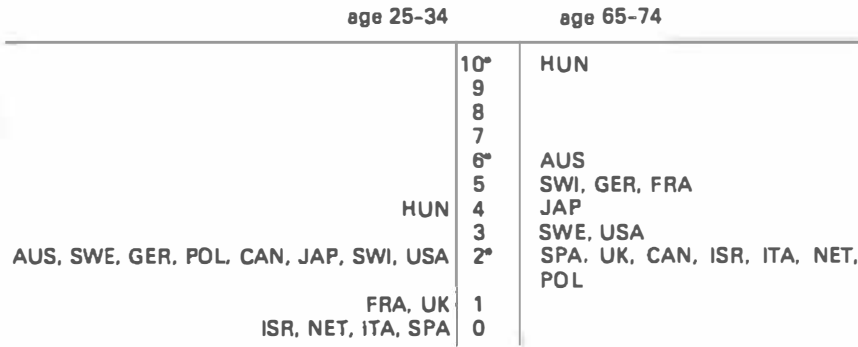 age 25-34 age 65-74
10* HUN
9
8
7
6* AUS
5 SWI, GER, FRA
HUN 4 JAP
3 SWE, USA
AUS, SWE, GER, POL, CAN, JAP, SWI, USA 2* SPA, UK, CAN, ISR, ITA, NET,
POL
FRA, UK 1
ISR, NET, ITA, SPA 0